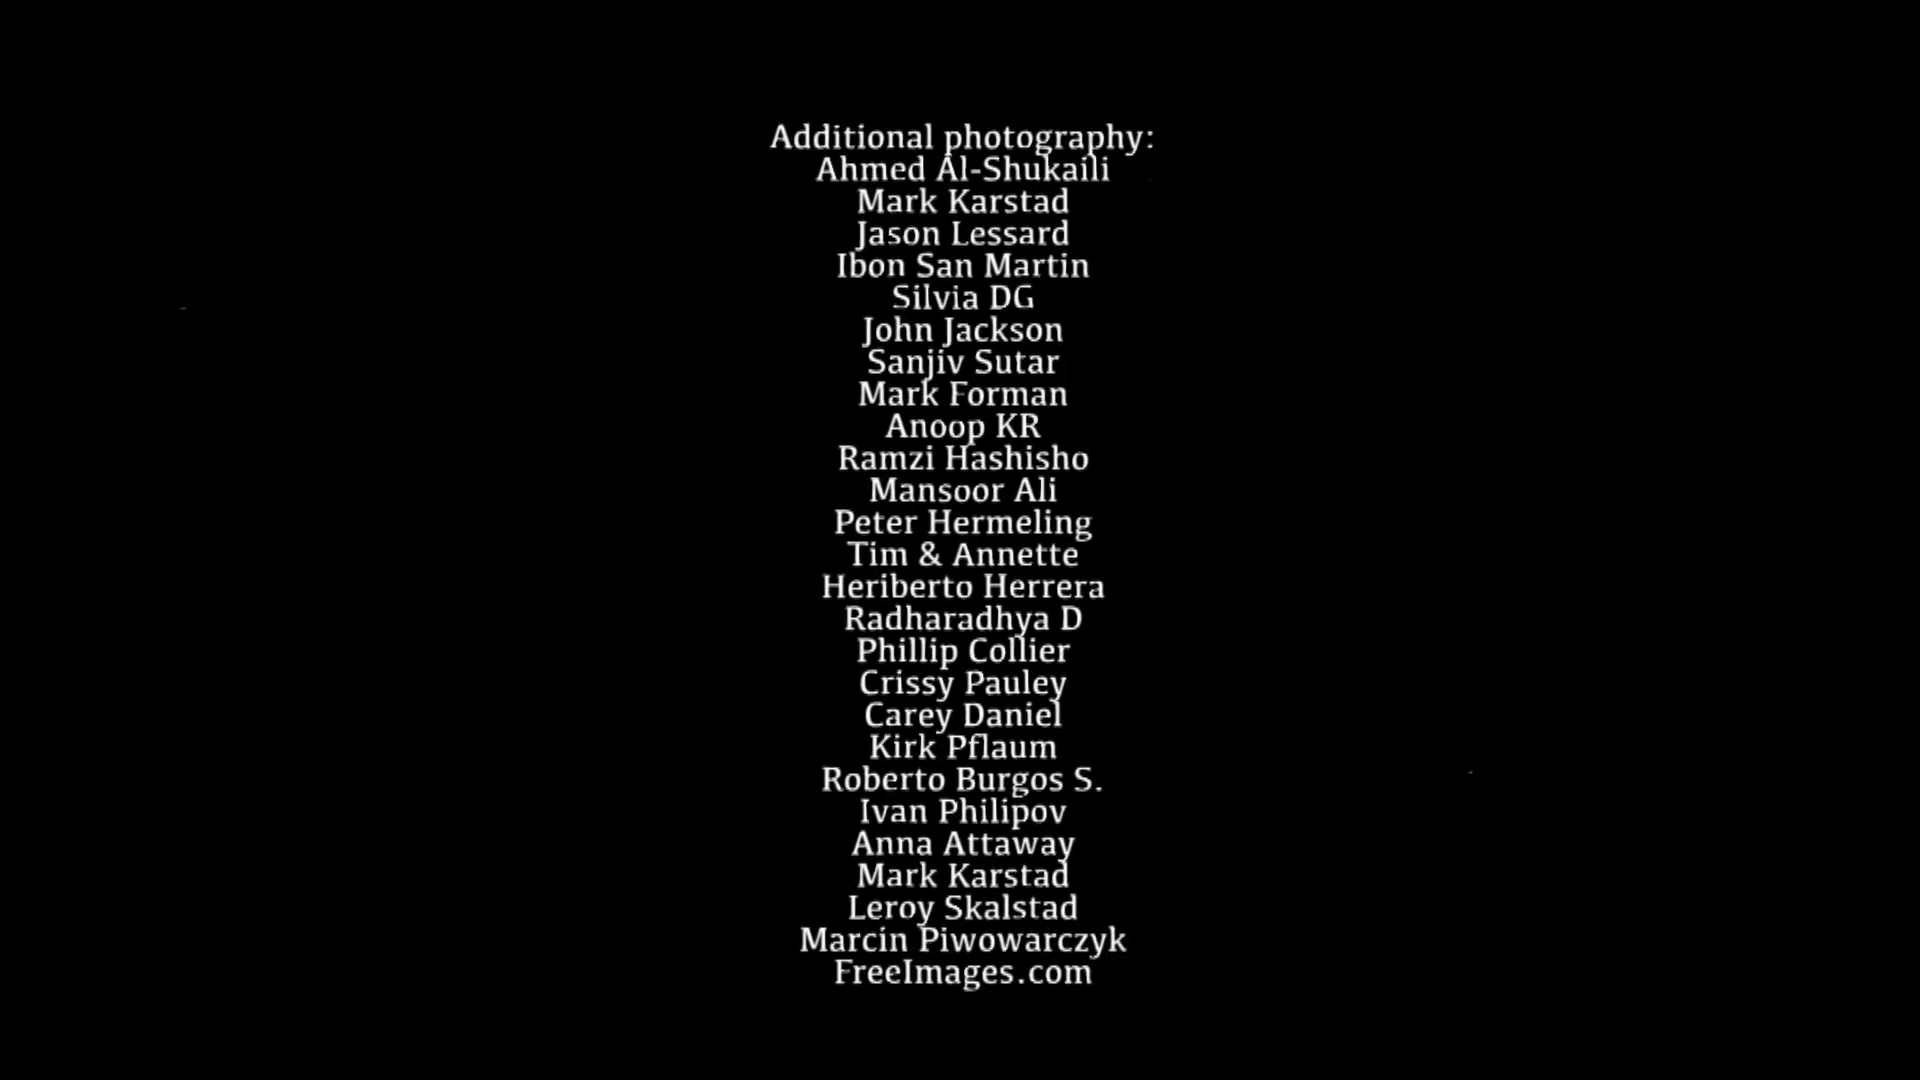 Additional photography:
Ahmed Al-Shukaili
Mark Karstad
Jason Lessard
Ibon San Martin
Silvia DG
John Jackson
Sanjiv Sutar
Mark Forman
Anoop KR
Ramzi Hashisho
Mansoor Ali
Peter Hermeling
Tim & Annette
Heriberto Herrera
Radharadhya D
Phillip Collier
Crissy Pauley
Carey Daniel
Kirk Pflaum
Roberto Burgos S.
Ivan Philipov
Anna Attaway
Mark Karstad
Leroy Skalstad
Marcin Piwowarczyk
FreeImages.com